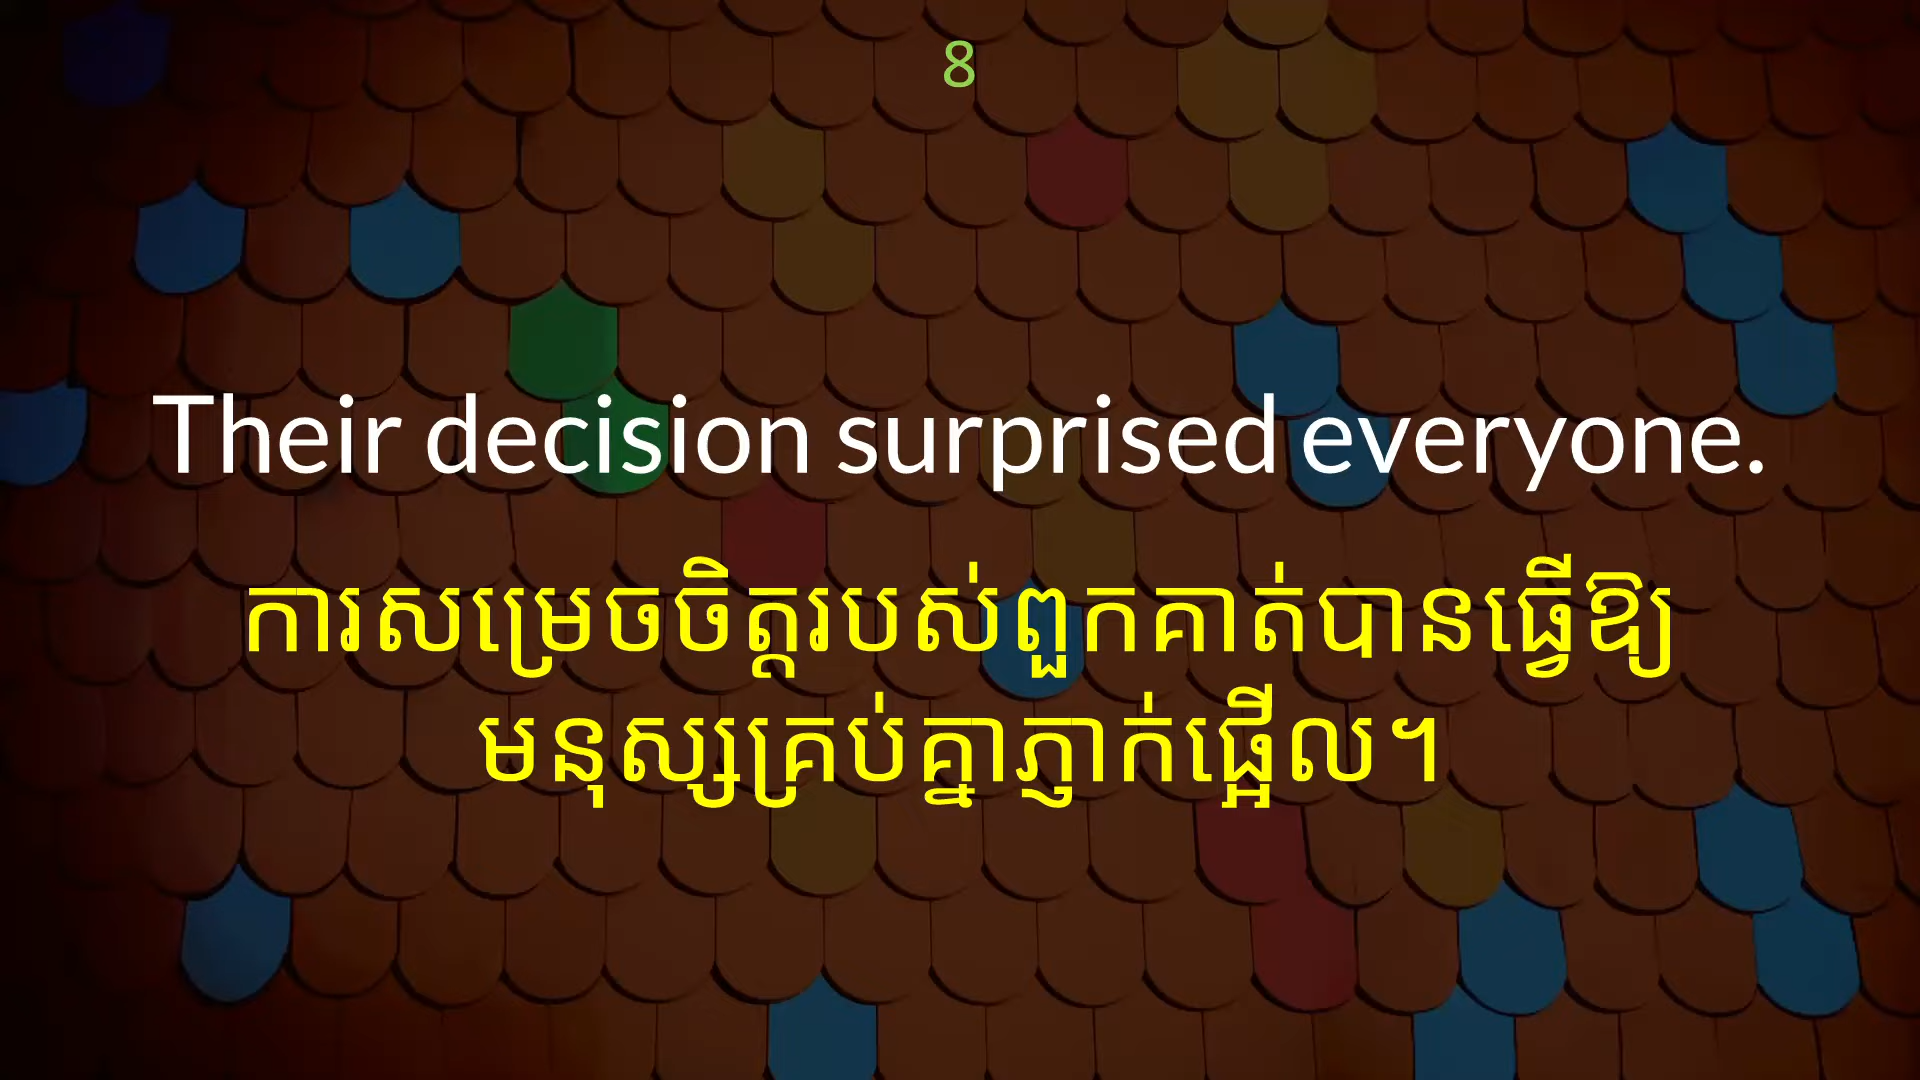 8
Their decision surprised everyone.
ការសម្រេចចិត្តរបស់ពួកគាត់បានធ្វើឱ្យ
មនុស្សគ្រប់គ្នាភ្ញាក់ផ្អើល។